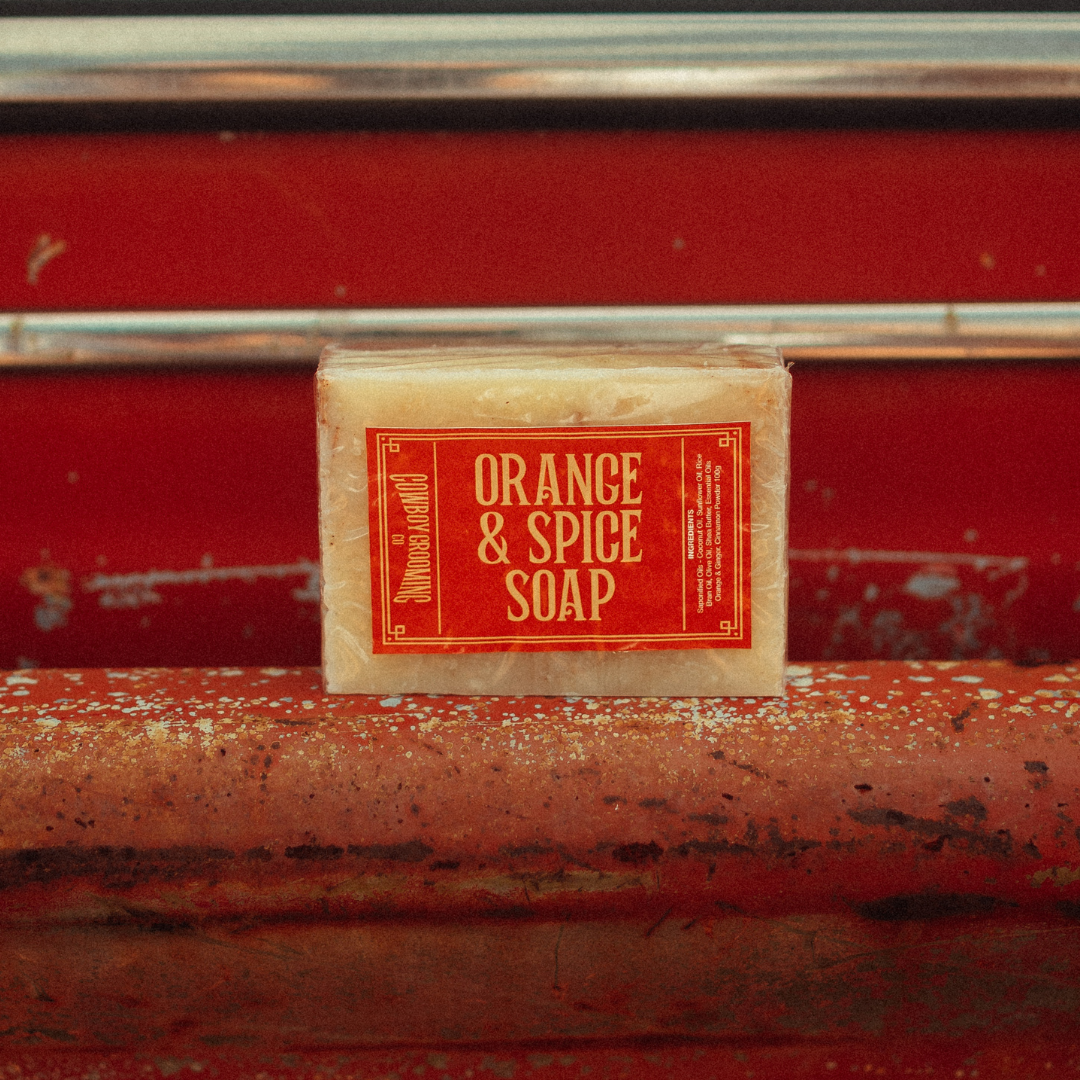 COWBOY GROOMING
CO
ORANGE
& SPICE
SOAP
INGREDIENTS
Saponified Oils - Coconut Oil, Sunflower Oil, Rice
Bran Oil, Olive Oil, Shea Butter, Essential Oils
Orange & Ginger, Cinnamon Powder 100g